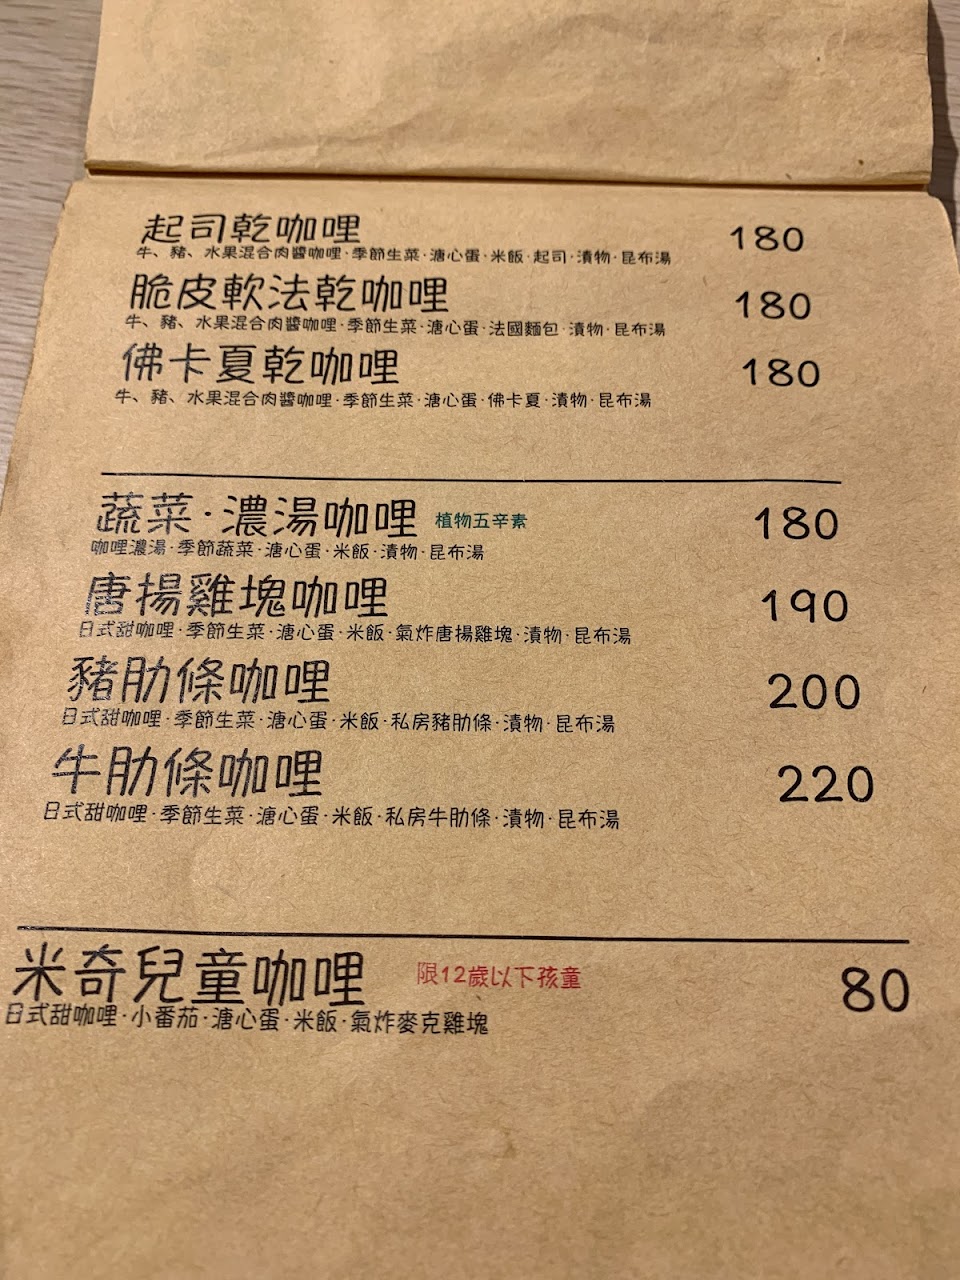 起司乾咖哩 180
牛、豬、水果混合肉醬咖哩·季節生菜·溏心蛋·米飯·起司·漬物·昆布湯
脆皮軟法乾咖哩 180
牛、豬、水果混合肉醬咖哩·季節生菜·溏心蛋·法國麵包·漬物·昆布湯
佛卡夏乾咖哩 180
牛、豬、水果混合肉醬咖哩·季節生菜·溏心蛋·佛卡夏·漬物·昆布湯
蔬菜·濃湯咖哩 植物五辛素 180
咖哩濃湯·季節蔬菜·溏心蛋·米飯·漬物·昆布湯
唐揚雞塊咖哩 190
日式甜咖哩·季節生菜·溏心蛋·米飯·氣炸唐揚雞塊·漬物·昆布湯
豬肋條咖哩 200
日式甜咖哩·季節生菜·溏心蛋·米飯·私房豬肋條·漬物·昆布湯
牛肋條咖哩 220
日式甜咖哩·季節生菜·溏心蛋·米飯·私房牛肋條·漬物·昆布湯
米奇兒童咖哩 限12歲以下孩童 80
日式甜咖哩·小番茄·溏心蛋·米飯·氣炸麥克雞塊